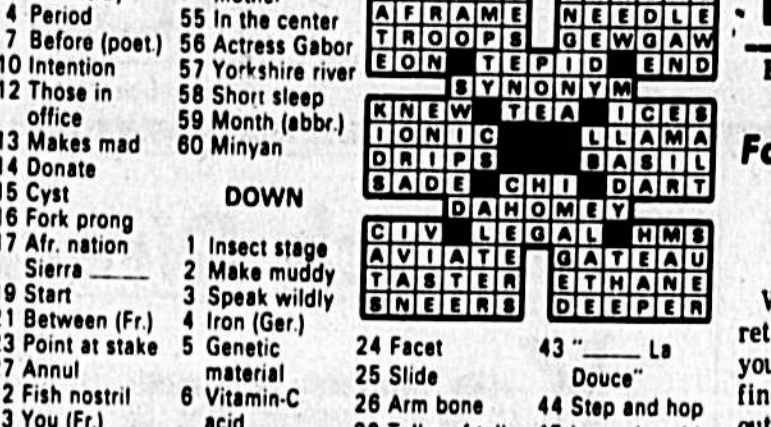 4 Period
7 Before (poet.)
10 Intention
12 Those in
office
13 Makes mad
14 Donate
15 Cyst
16 Fork prong
17 Afr. nation
Sierra _____
19 Start
21 Between (Fr.)
23 Point at stake
27 Annul
2 Fish nostril
3 You (Fr.)
55 In the center
56 Actress Gabor
57 Yorkshire river
58 Short sleep
59 Month (abbr.)
60 Minyan
DOWN
1 Insect stage
2 Make muddy
3 Speak wildly
4 Iron (Ger.)
5 Genetic
material
6 Vitamin-C
acid
AFRAME NEEDLE
TROOPS GEWGAW
EON TEPID END
SYNONYM
KNEW TEA ICES
IONIC LLAMA
DRIPS BASIL
SADE CHI DART
DAHOMEY
CIV LEGAL HMS
AVIATE GATEAU
TASTER ETHANE
SNEERS DEEPER
24 Facet
25 Slide
26 Arm bone
43 "_____ La
Douce"
44 Step and hop